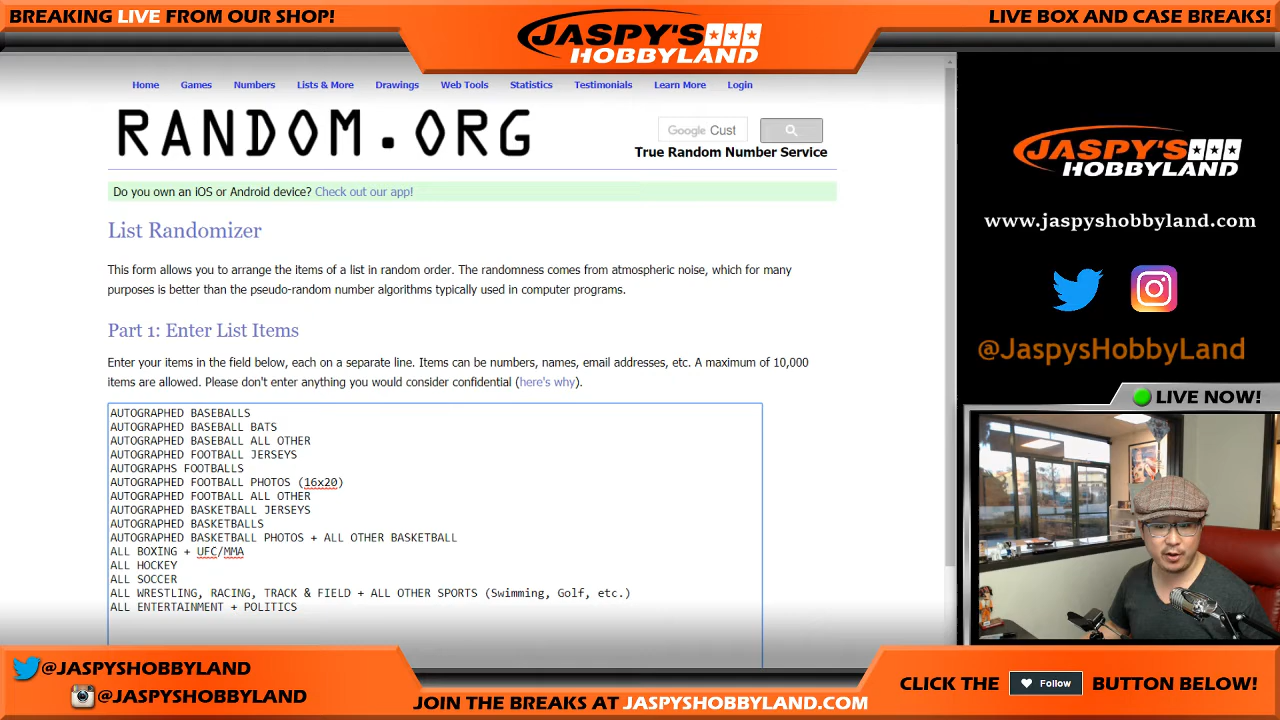 BREAKING LIVE FROM OUR SHOP!
JASPY'S
HOBBYLAND
LIVE BOX AND CASE BREAKS!
Home Games Numbers Lists & More Drawings Web Tools Statistics Testimonials Learn More Login
RANDOM.ORG
Google Cust
True Random Number Service
Do you own an iOS or Android device? Check out our app!
List Randomizer
This form allows you to arrange the items of a list in random order. The randomness comes from atmospheric noise, which for many
purposes is better than the pseudo-random number algorithms typically used in computer programs.
Part 1: Enter List Items
Enter your items in the field below, each on a separate line. Items can be numbers, names, email addresses, etc. A maximum of 10,000
items are allowed. Please don't enter anything you would consider confidential (here's why).
AUTOGRAPHED BASEBALLS
AUTOGRAPHED BASEBALL BATS
AUTOGRAPHED BASEBALL ALL OTHER
AUTOGRAPHED FOOTBALL JERSEYS
AUTOGRAPHS FOOTBALLS
AUTOGRAPHED FOOTBALL PHOTOS (16x20)
AUTOGRAPHED FOOTBALL ALL OTHER
AUTOGRAPHED BASKETBALL JERSEYS
AUTOGRAPHED BASKETBALLS
AUTOGRAPHED BASKETBALL PHOTOS + ALL OTHER BASKETBALL
ALL BOXING + UFC/MMA
ALL HOCKEY
ALL SOCCER
ALL WRESTLING, RACING, TRACK & FIELD + ALL OTHER SPORTS (Swimming, Golf, etc.)
ALL ENTERTAINMENT + POLITICS
JASPY'S
HOBBYLAND
www.jaspyshobbyland.com
@JaspysHobbyLand
LIVE NOW!
@JASPYSHOBBYLAND
@JASPYSHOBBYLAND
JOIN THE BREAKS AT JASPYSHOBBYLAND.COM
CLICK THE Follow BUTTON BELOW!